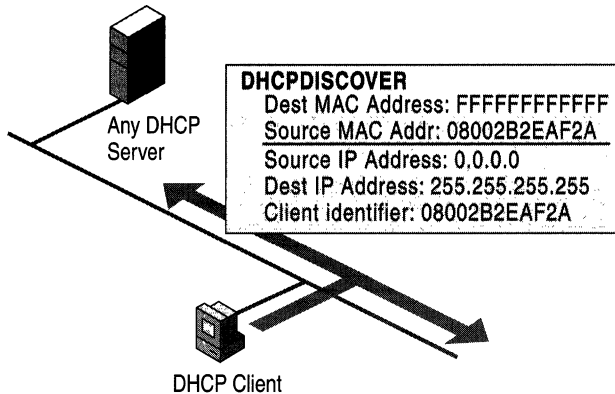 DHCPDISCOVER
Dest MAC Address: FFFFFFFFFFFF
Source MAC Addr: 08002B2EAF2A
Source IP Address: 0.0.0.0
Dest IP Address: 255.255.255.255
Client identifier: 08002B2EAF2A
Any DHCP
Server
DHCP Client